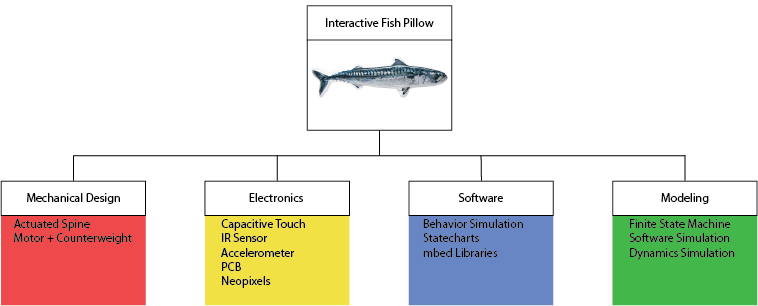 Interactive Fish Pillow
Mechanical Design
Actuated Spine
Motor + Counterweight
Electronics
Capacitive Touch
IR Sensor
Accelerometer
PCB
Neopixels
Software
Behavior Simulation
Statecharts
mbed Libraries
Modeling
Finite State Machine
Software Simulation
Dynamics Simulation